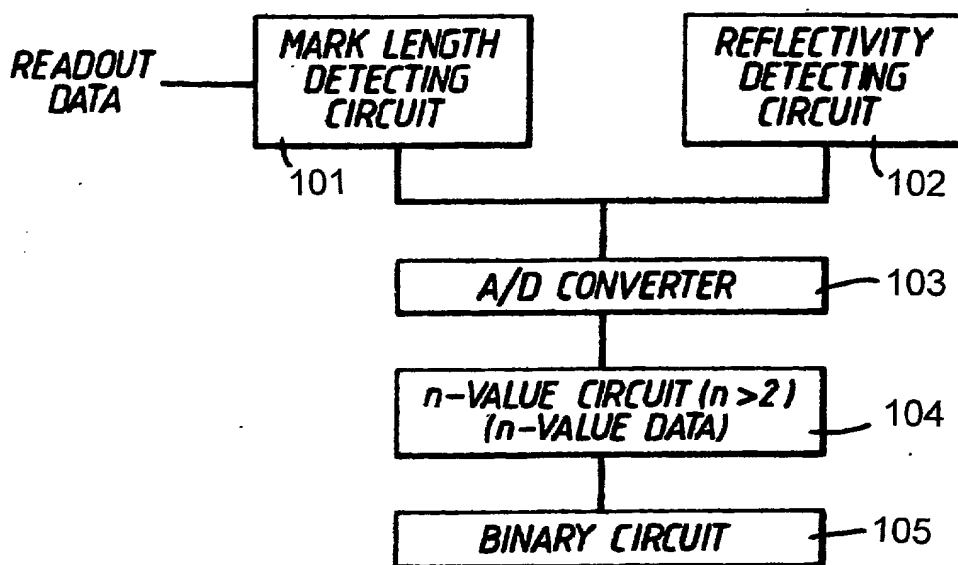 READOUT DATA
MARK LENGTH
DETECTING
CIRCUIT
101
REFLECTIVITY
DETECTING
CIRCUIT
102
A/D CONVERTER
103
n-VALUE CIRCUIT (n>2)
(n-VALUE DATA)
104
BINARY CIRCUIT
105